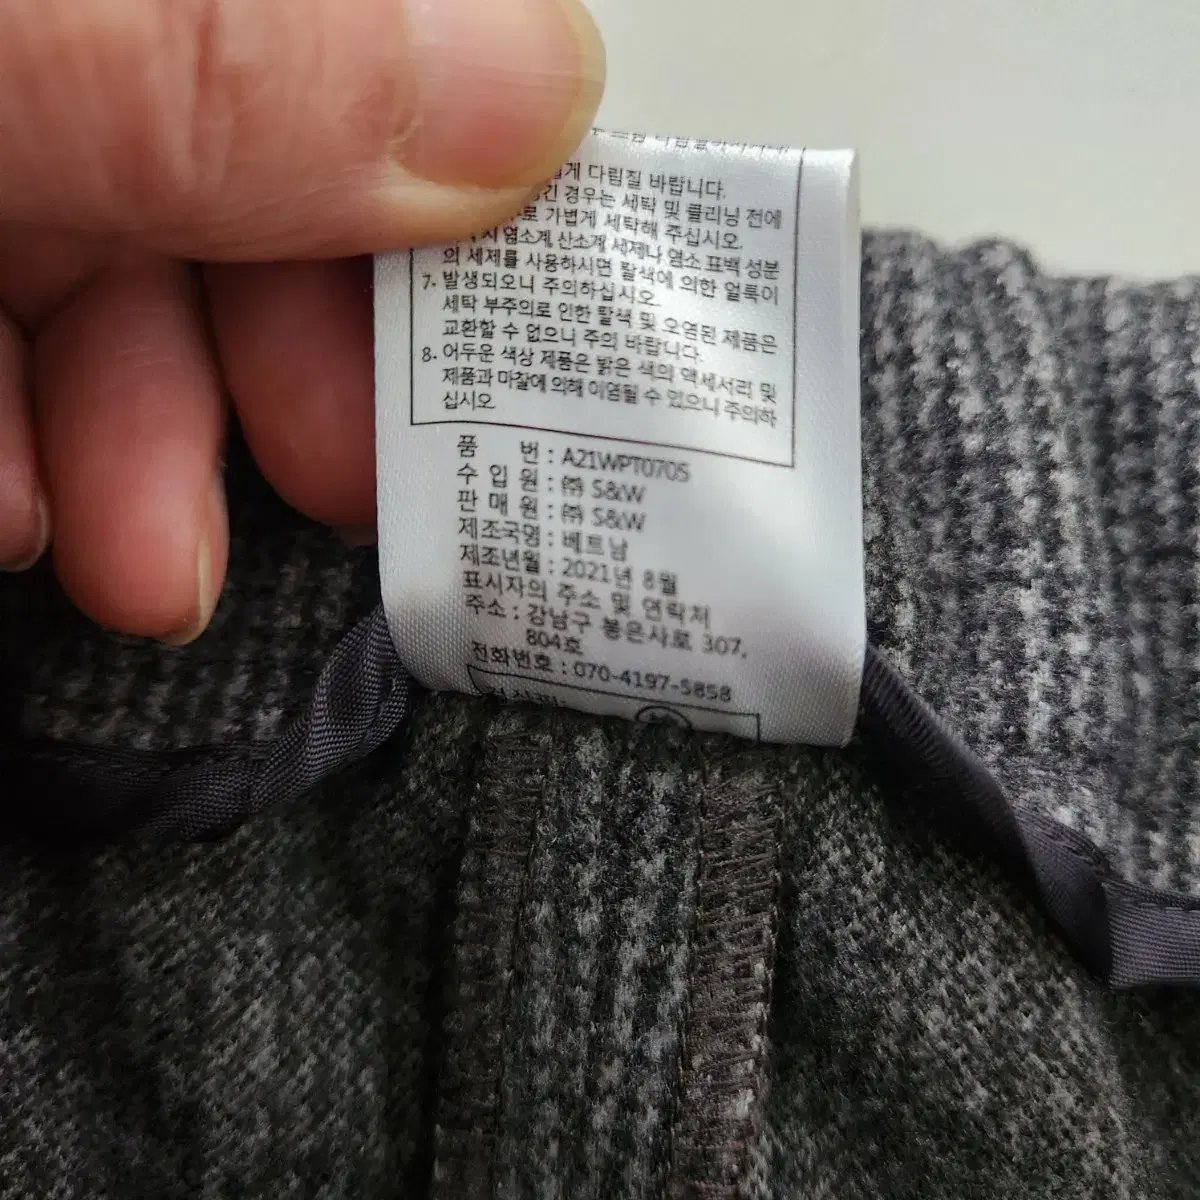 다림질 바랍니다.
경우는 세탁 및 클리닝 전에
가볍게 세탁해 주십시오.
염소계, 산소계 세제나 염소 표백 성분
의 세제를 사용하시면 탈색에 의한 얼룩이
7. 발생되오니 주의하십시오.
세탁 부주의로 인한 탈색 및 오염된 제품은
교환할 수 없으니 주의 바랍니다.
8. 어두운 색상 제품은 밝은 색의 액세서리 및
제품과 마찰에 의해 이염될 수 있으니 주의하
십시오
품 번 : A21WPT0705
수 입 원 : ㈜ S&W
판 매 원 : ㈜ S&W
제조국명 : 베트남
제조년월 : 2021년 8월
표시자의 주소 및 연락처
주소 : 강남구 봉은사로 307,
804호
전화번호 : 070-4197-5858